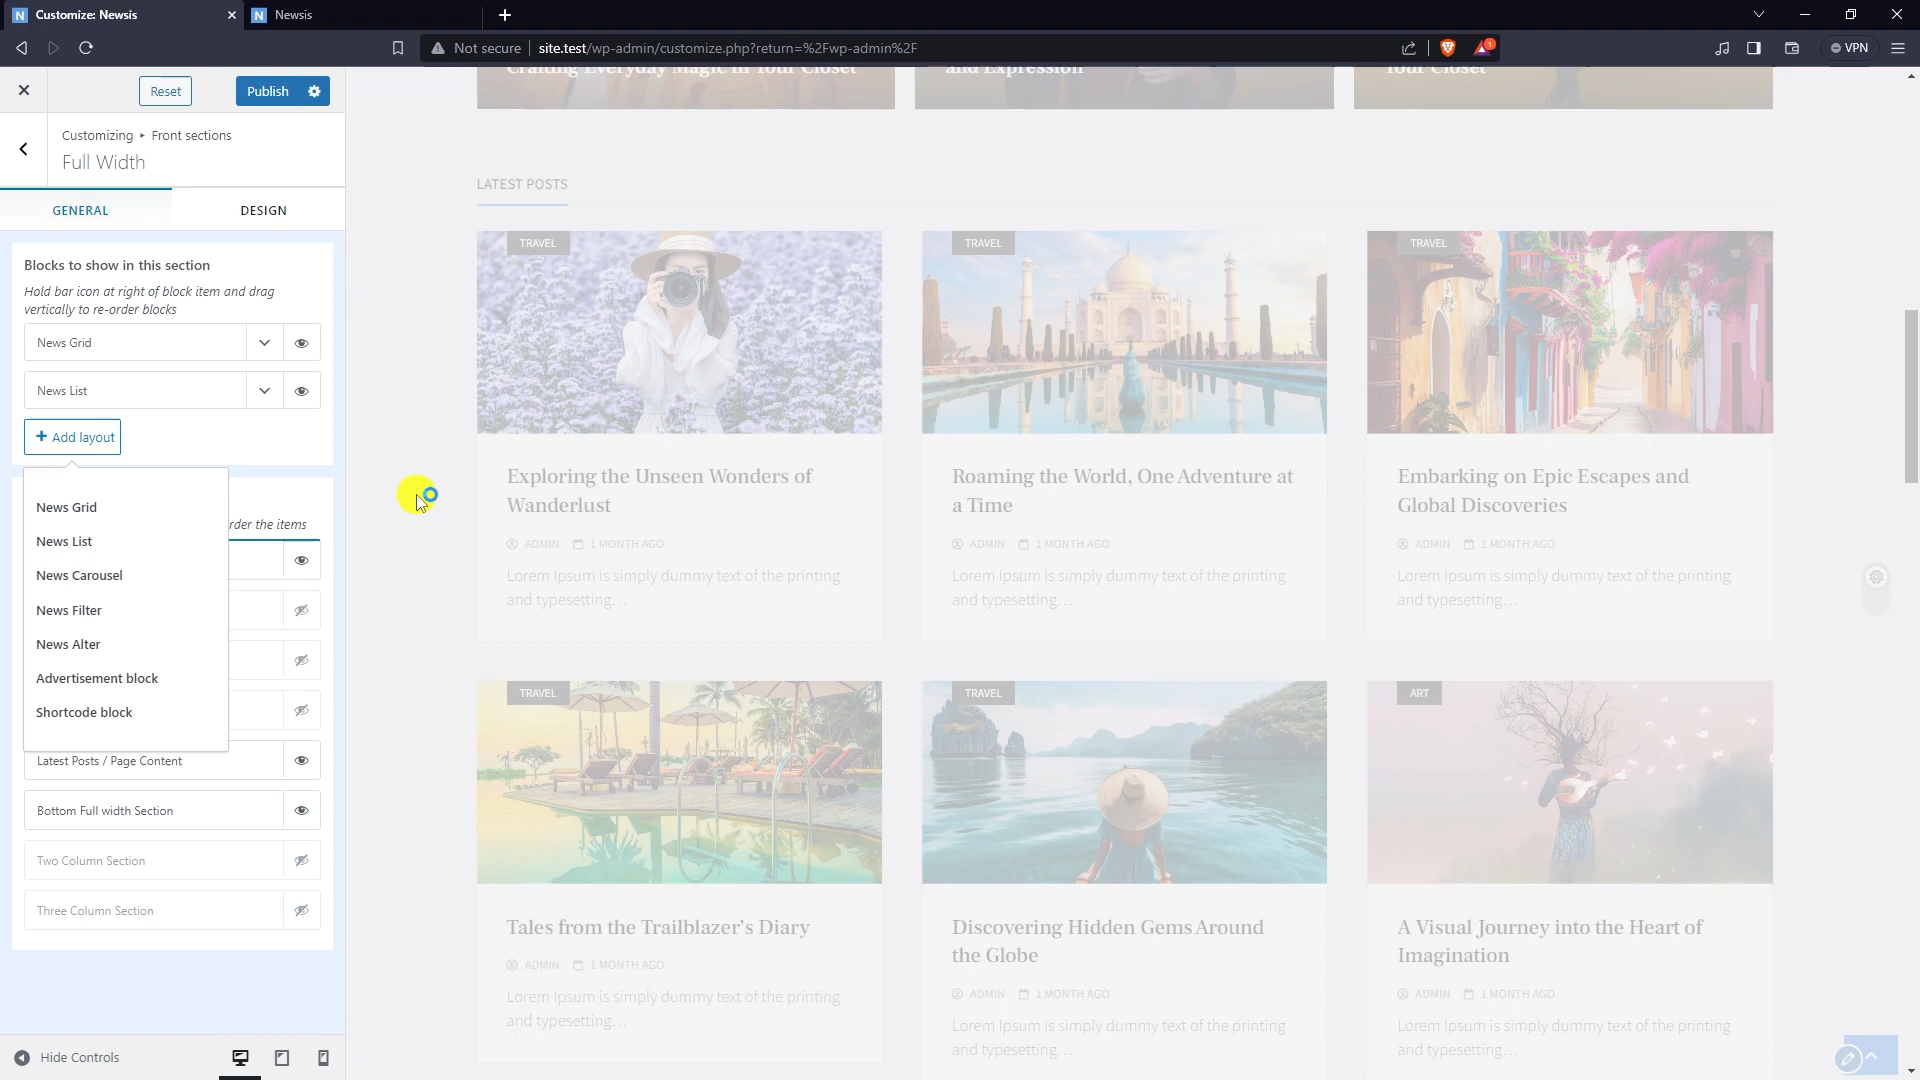 Customize: Newsis
Newsis
Not secure
site.test/wp-admin/customize.php?return=%2Fwp-admin%2F
1
VPN
Reset
Publish
Customizing ▸ Front sections
Full Width
GENERAL
DESIGN
Blocks to show in this section
Hold bar icon at right of block item and drag
vertically to re-order blocks
News Grid
News List
+ Add layout
News Grid
News List
News Carousel
News Filter
News Alter
Advertisement block
Shortcode block
rder the items
Latest Posts / Page Content
Bottom Full width Section
Two Column Section
Three Column Section
Hide Controls
Crafting Everyday Magic in Your Closet
and Expression
Your Closet
LATEST POSTS
TRAVEL
Exploring the Unseen Wonders of
Wanderlust
ADMIN 1 MONTH AGO
Lorem Ipsum is simply dummy text of the printing
and typesetting…
TRAVEL
Roaming the World, One Adventure at
a Time
ADMIN 1 MONTH AGO
Lorem Ipsum is simply dummy text of the printing
and typesetting…
TRAVEL
Embarking on Epic Escapes and
Global Discoveries
ADMIN 1 MONTH AGO
Lorem Ipsum is simply dummy text of the printing
and typesetting…
TRAVEL
Tales from the Trailblazer’s Diary
ADMIN 1 MONTH AGO
Lorem Ipsum is simply dummy text of the printing
and typesetting…
TRAVEL
Discovering Hidden Gems Around
the Globe
ADMIN 1 MONTH AGO
Lorem Ipsum is simply dummy text of the printing
and typesetting…
ART
A Visual Journey into the Heart of
Imagination
ADMIN 1 MONTH AGO
Lorem Ipsum is simply dummy text of the printing
and typesetting…